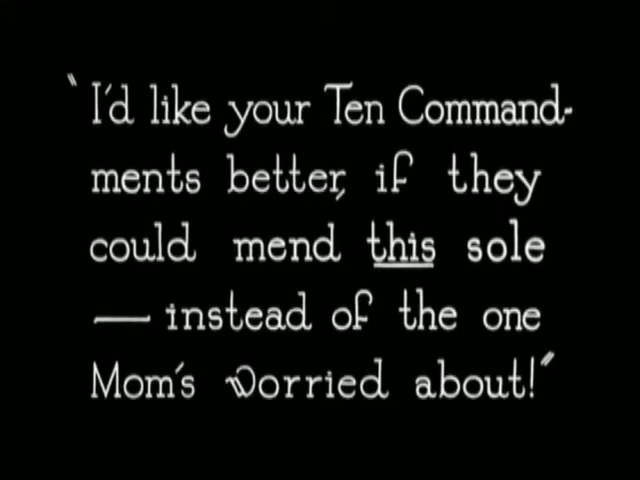 "I'd like your Ten Command-
ments better, if they
could mend this sole
— instead of the one
Mom's worried about!"